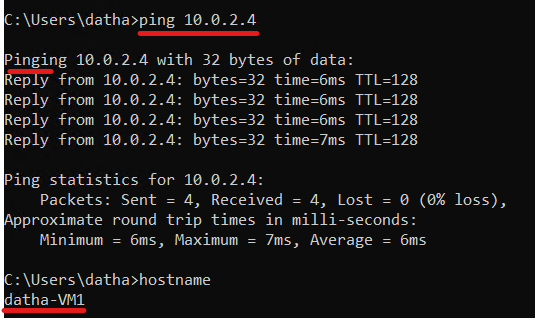 C:\Users\datha>ping 10.0.2.4
Pinging 10.0.2.4 with 32 bytes of data:
Reply from 10.0.2.4: bytes=32 time=6ms TTL=128
Reply from 10.0.2.4: bytes=32 time=6ms TTL=128
Reply from 10.0.2.4: bytes=32 time=6ms TTL=128
Reply from 10.0.2.4: bytes=32 time=7ms TTL=128
Ping statistics for 10.0.2.4:
    Packets: Sent = 4, Received = 4, Lost = 0 (0% loss),
Approximate round trip times in milli-seconds:
    Minimum = 6ms, Maximum = 7ms, Average = 6ms
C:\Users\datha>hostname
datha-VM1